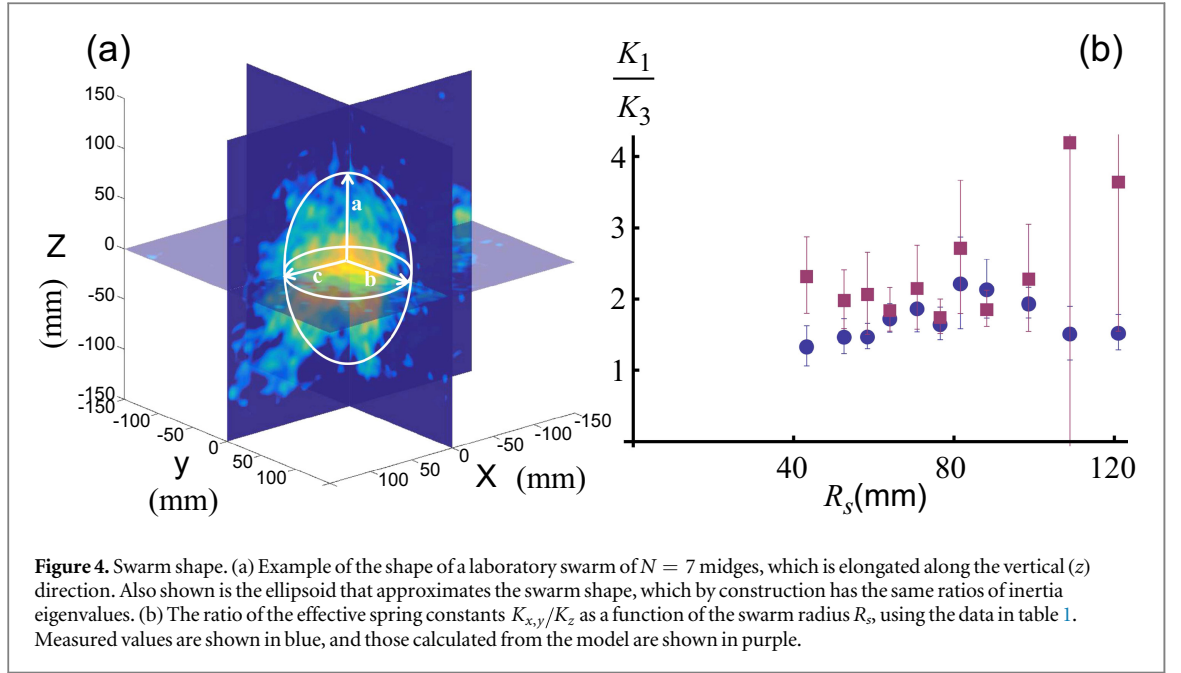 (a)
150
100
50
0
-50
-100
-150
Z
(mm)
a
c
b
-150
-100
-50
0
50
100
y
(mm)
-150
-100
-50
0
50
100
X (mm)
K1
K3
(b)
4
3
2
1
40
80
120
Rs(mm)
Figure 4. Swarm shape. (a) Example of the shape of a laboratory swarm of N = 7 midges, which is elongated along the vertical (z)
direction. Also shown is the ellipsoid that approximates the swarm shape, which by construction has the same ratios of inertia
eigenvalues. (b) The ratio of the effective spring constants Kx,y/Kz as a function of the swarm radius Rs, using the data in table 1.
Measured values are shown in blue, and those calculated from the model are shown in purple.